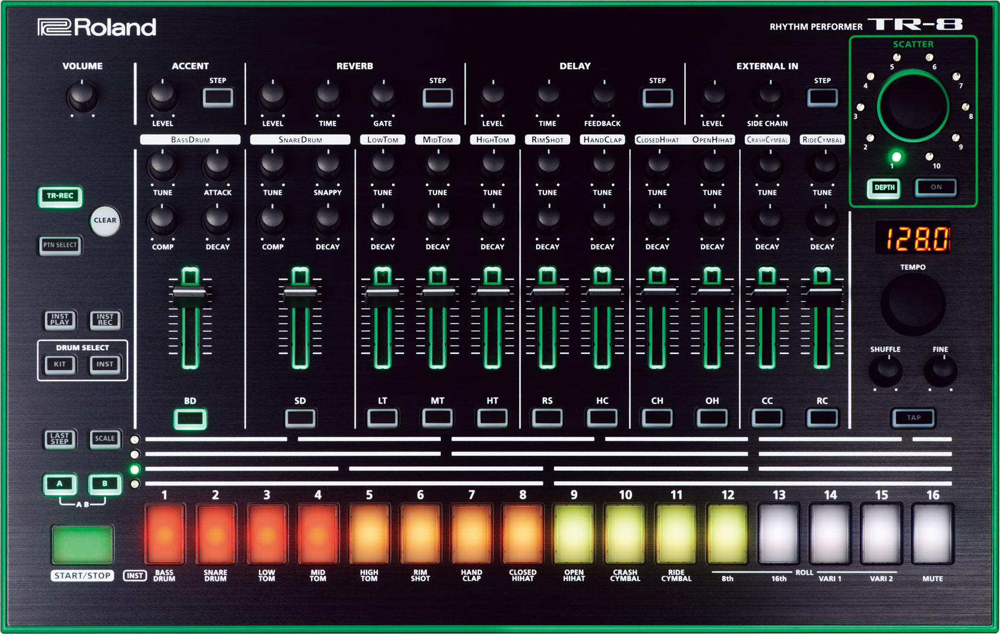 Roland
RHYTHM PERFORMER TR-8
SCATTER
5 6
4 7
3 8
2 9
1 10
DEPTH ON
VOLUME ACCENT REVERB DELAY EXTERNAL IN
STEP STEP STEP STEP
LEVEL LEVEL TIME GATE LEVEL TIME FEEDBACK LEVEL SIDE CHAIN
BASSDRUM SNAREDRUM LOWTOM MIDTOM HIGHTOM RIMSHOT HANDCLAP CLOSEDHIHAT OPENHIHAT CRASHCYMBAL RIDECYMBAL
TUNE ATTACK TUNE SNAPPY TUNE TUNE TUNE TUNE TUNE TUNE TUNE TUNE TUNE
COMP DECAY COMP DECAY DECAY DECAY DECAY DECAY DECAY DECAY DECAY DECAY DECAY
TR-REC
CLEAR
PTN SELECT
128.0
TEMPO
INST
PLAY
INST
REC
DRUM SELECT
KIT INST
SHUFFLE FINE
BD SD LT MT HT RS HC CH OH CC RC
TAP
LAST
STEP
SCALE
A B
A B
1 2 3 4 5 6 7 8 9 10 11 12 13 14 15 16
START/STOP
INST
BASS
DRUM
SNARE
DRUM
LOW
TOM
MID
TOM
HIGH
TOM
RIM
SHOT
HAND
CLAP
CLOSED
HIHAT
OPEN
HIHAT
CRASH
CYMBAL
RIDE
CYMBAL
ROLL
8th 16th VARI 1 VARI 2 MUTE